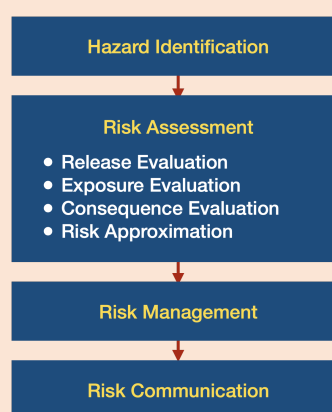 Hazard Identification
Risk Assessment
• Release Evaluation
• Exposure Evaluation
• Consequence Evaluation
• Risk Approximation
Risk Management
Risk Communication